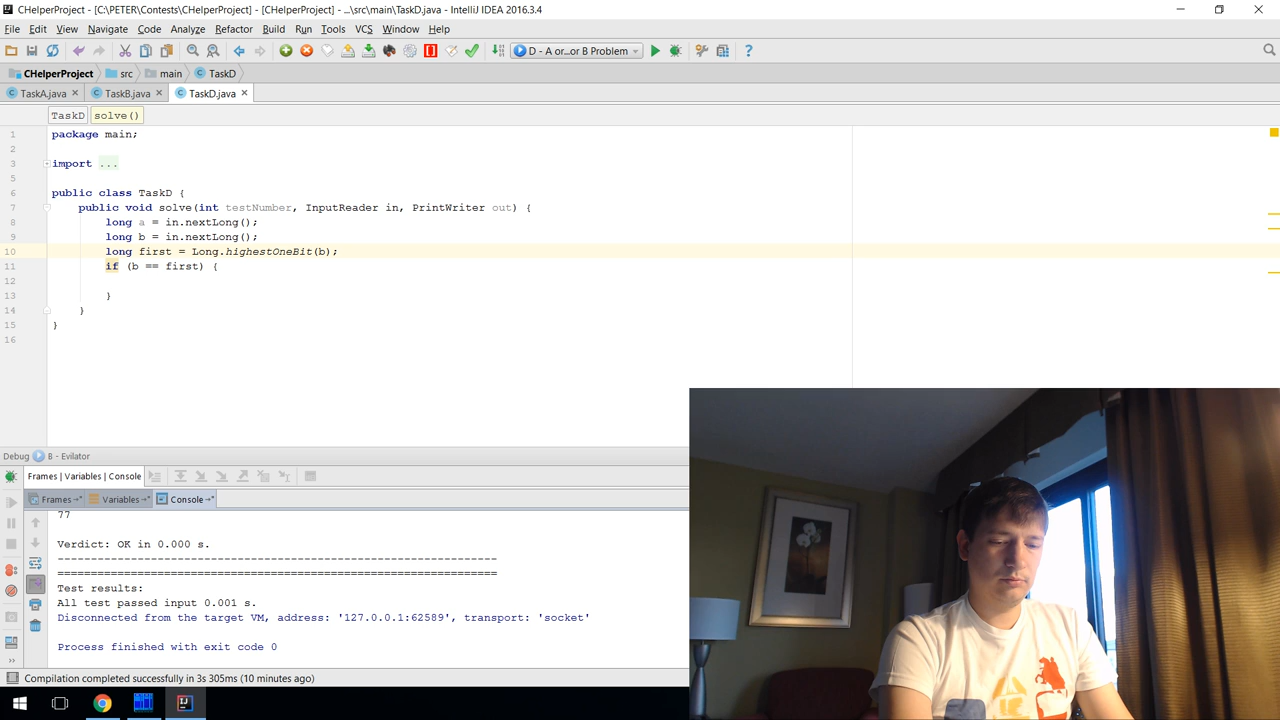 CHelperProject - [C:\PETER\Contests\CHelperProject] - [CHelperProject] - ...\src\main\TaskD.java - IntelliJ IDEA 2016.3.4
File Edit View Navigate Code Analyze Refactor Build Run Tools VCS Window Help
D - A or...or B Problem
CHelperProject src main TaskD
TaskA.java TaskB.java TaskD.java
TaskD solve()
1 package main;
2
3 import ...
5
6 public class TaskD {
7 public void solve(int testNumber, InputReader in, PrintWriter out) {
8 long a = in.nextLong();
9 long b = in.nextLong();
10 long first = Long.highestOneBit(b);
11 if (b == first) {
12
13 }
14 }
15 }
16
Debug B - Evilator
Frames | Variables | Console
Frames Variables Console
77
Verdict: OK in 0.000 s.
------------------------------------------------------------------
==================================================================
Test results:
All test passed input 0.001 s.
Disconnected from the target VM, address: '127.0.0.1:62589', transport: 'socket'
Process finished with exit code 0
Compilation completed successfully in 3s 305ms (10 minutes ago)